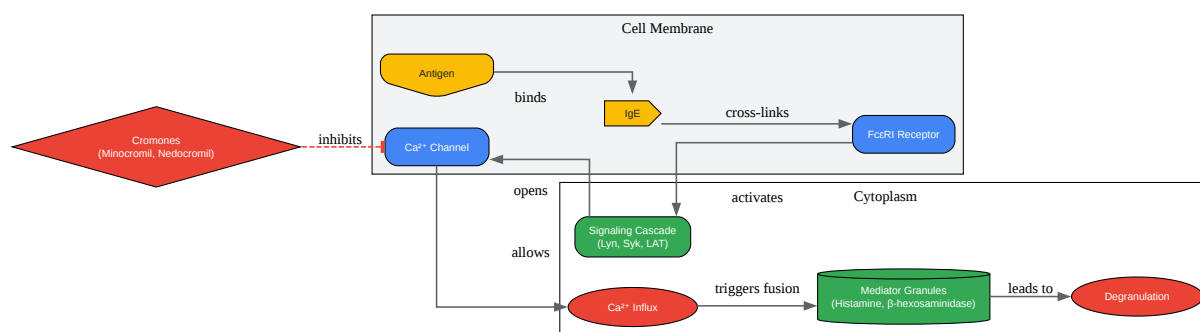 Cell Membrane
Antigen
binds
IgE
cross-links
FcεRI Receptor
Cromones
(Minocromil, Nedocromil)
inhibits
Ca²⁺ Channel
opens
activates
Cytoplasm
Signaling Cascade
(Lyn, Syk, LAT)
allows
Ca²⁺ Influx
triggers fusion
Mediator Granules
(Histamine, β-hexosaminidase)
leads to
Degranulation